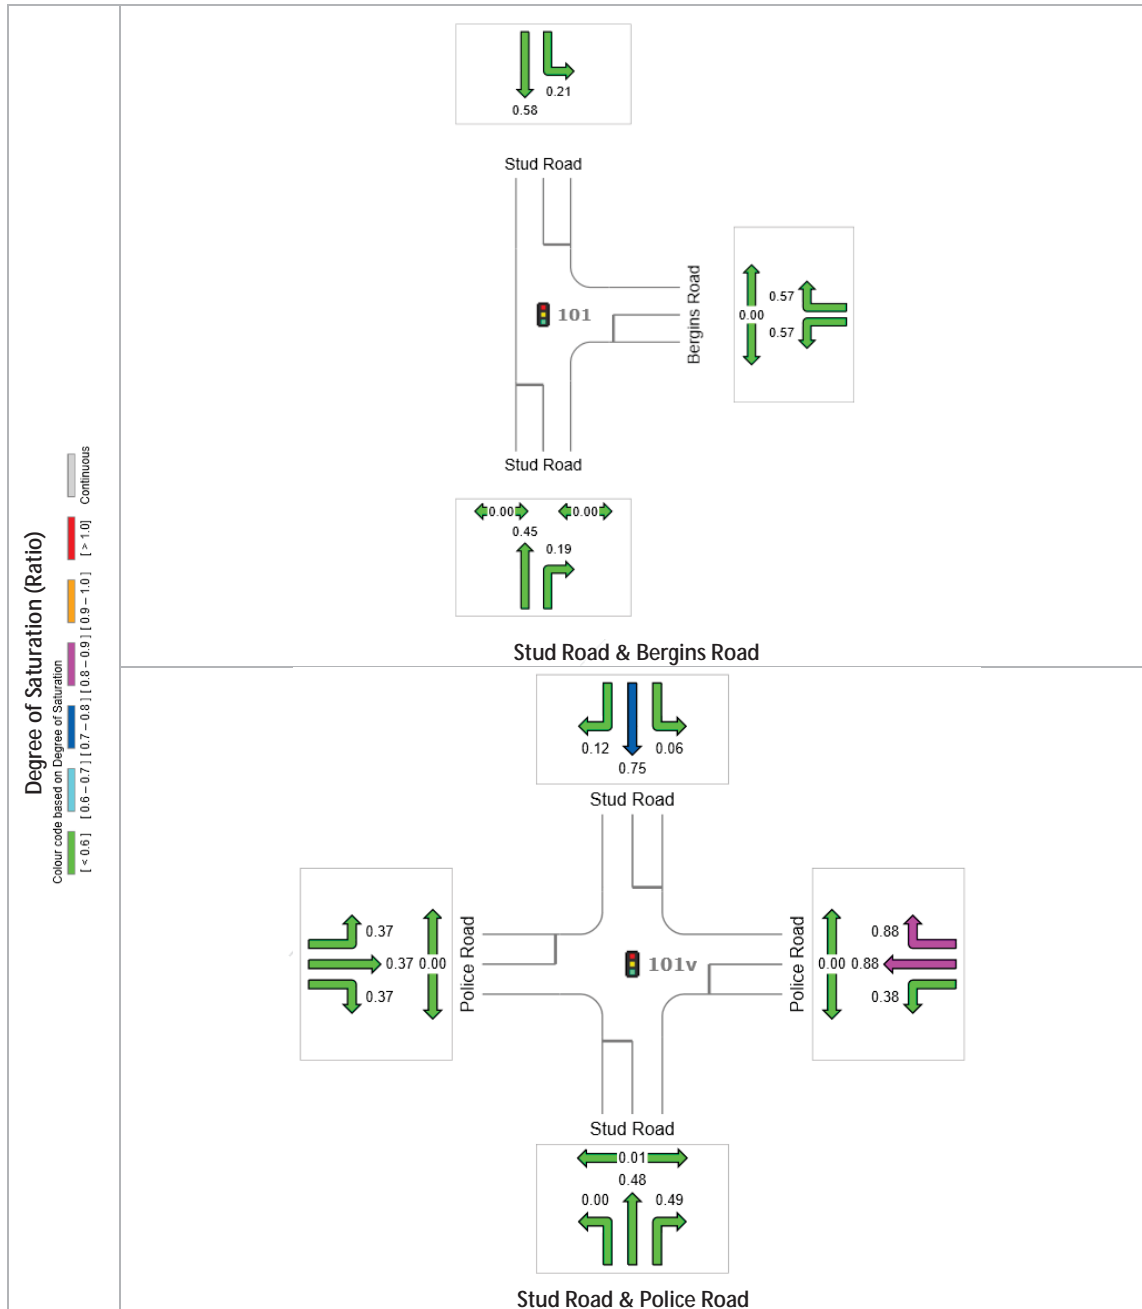 Degree of Saturation (Ratio)
Colour code based on Degree of Saturation
[ < 0.6 ] [ 0.6 – 0.7 ] [ 0.7 – 0.8 ] [ 0.8 – 0.9 ] [ 0.9 – 1.0 ] [ > 1.0 ] Continuous
0.21
0.58
Stud Road
Bergins Road
0.57
0.00
0.57
101
Stud Road
0.00 0.00
0.45
0.19
Stud Road & Bergins Road
0.12 0.06
0.75
Stud Road
0.37
0.37 0.00
0.37
Police Road
101v
Police Road
0.88
0.00 0.88
0.38
Stud Road
0.01
0.48
0.00 0.49
Stud Road & Police Road